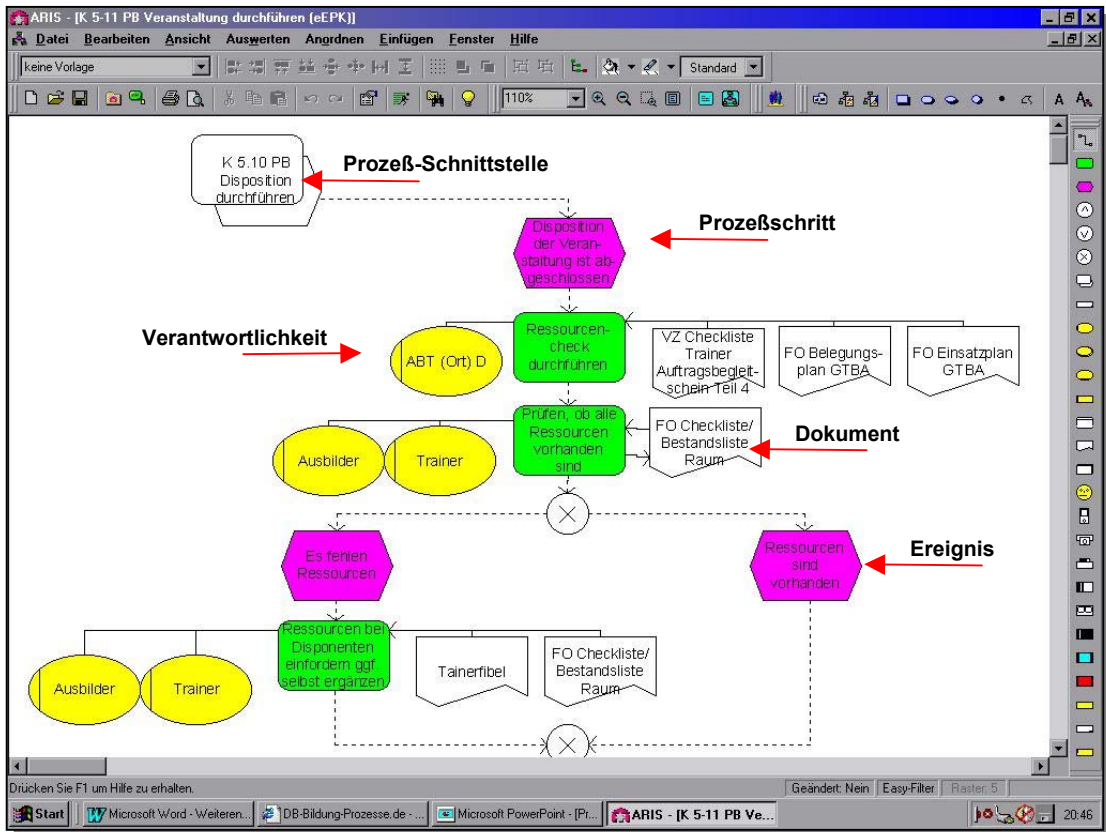 ARIS - [K 5-11 PB Veranstaltung durchführen (eEPK)]
Datei Bearbeiten Ansicht Auswerten Anordnen Einfügen Fenster Hilfe
keine Vorlage
Standard
110%
K 5.10 PB
Disposition
durchführen
Prozeß-Schnittstelle
Disposition
der Veran-
staltung ist ab-
geschlossen
Prozeßschritt
Verantwortlichkeit
ABT (Ort) D
Ressourcen-
check
durchführen
VZ Checkliste
Trainer
Auftragsbegleit-
schein Teil 4
FO Belegungs-
plan GTBA
FO Einsatzplan
GTBA
Ausbilder
Trainer
Prüfen, ob alle
Ressourcen
vorhanden
sind
FO Checkliste/
Bestandsliste
Raum
Dokument
Es fehlen
Ressourcen
Ressourcen
sind
vorhanden
Ereignis
Ausbilder
Trainer
Ressourcen bei
Disponenten
einfordern ggf.
selbst ergänzen
Tainerfibel
FO Checkliste/
Bestandsliste
Raum
Drücken Sie F1 um Hilfe zu erhalten.
Geändert: Nein
Easy-Filter
Raster: 5
Start
Microsoft Word - Weiteren...
DB-Bildung-Prozesse.de - ...
Microsoft PowerPoint - [Pr...
ARIS - [K 5-11 PB Ve...
20:46